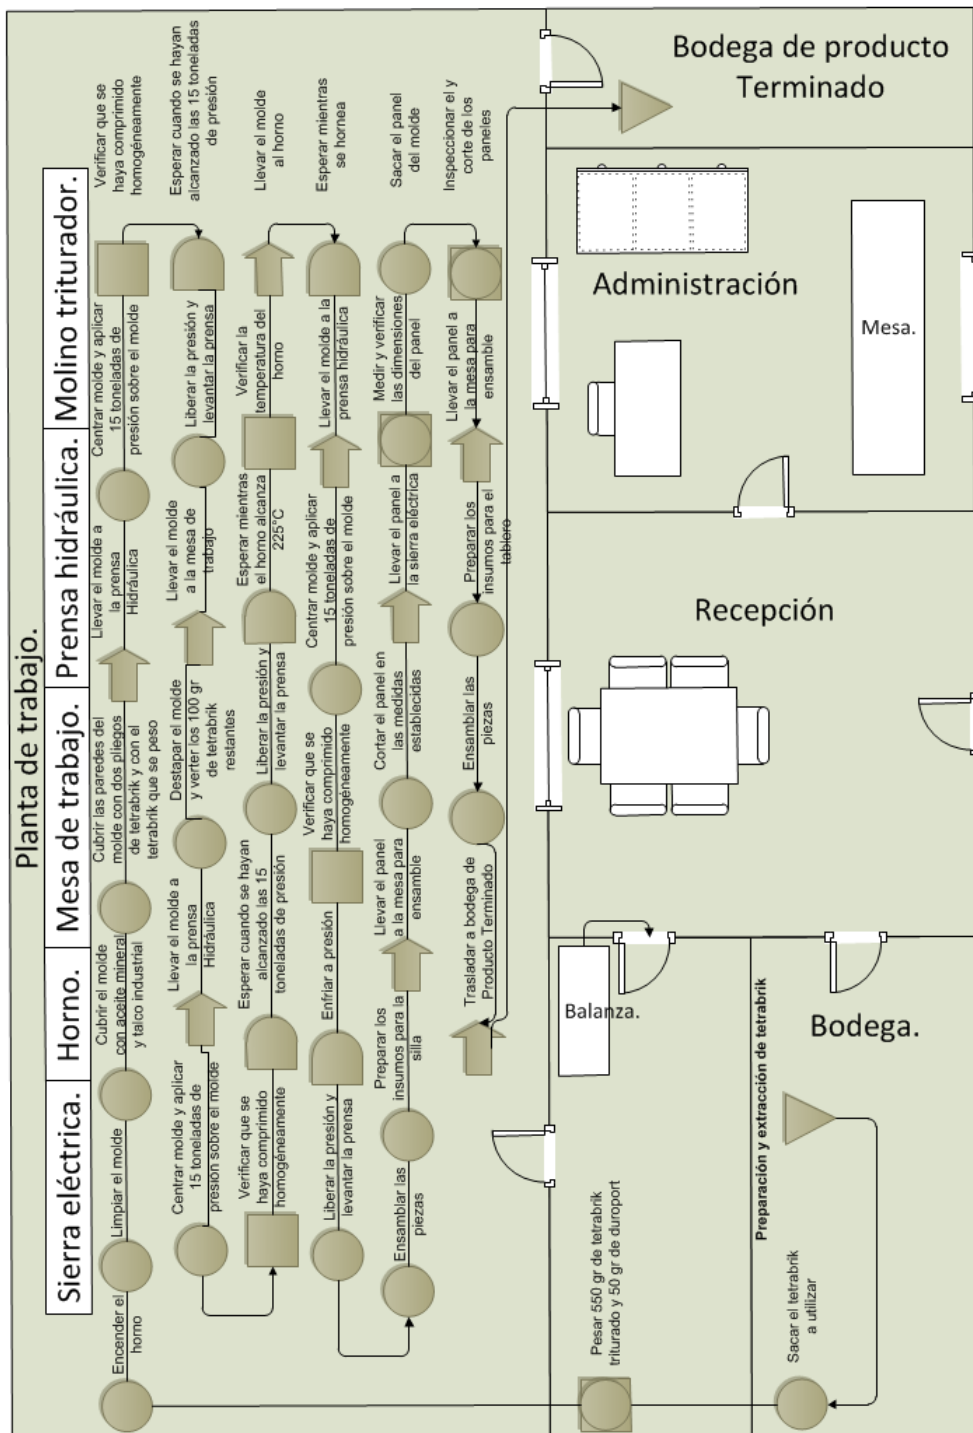 Planta de trabajo.
Sierra eléctrica.
Horno.
Mesa de trabajo.
Prensa hidráulica.
Molino triturador.
Encender el
horno
Limpiar el molde
Cubrir el molde
con aceite mineral
y talco industrial
Cubrir las paredes del
molde con dos pliegos
de tetrabrik y con el
tetrabrik que se peso
Llevar el molde a
la prensa
Hidráulica
Centrar molde y aplicar
15 toneladas de
presión sobre el molde
Verificar que se
haya comprimido
homogéneamente
Centrar molde y aplicar
15 toneladas de
presión sobre el molde
Llevar el molde a
la prensa
Hidráulica
Destapar el molde
y verter los 100 gr
de tetrabrik
restantes
Llevar el molde
a la mesa de
trabajo
Liberar la presión y
levantar la prensa
Esperar cuando se hayan
alcanzado las 15 toneladas
de presión
Verificar que se
haya comprimido
homogéneamente
Esperar cuando se hayan
alcanzado las 15
toneladas de presión
Liberar la presión y
levantar la prensa
Esperar mientras
el horno alcanza
225°C
Verificar la
temperatura del
horno
Llevar el molde
al horno
Liberar la presión y
levantar la prensa
Enfriar a presión
Verificar que se
haya comprimido
homogéneamente
Centrar molde y aplicar
15 toneladas de
presión sobre el molde
Llevar el molde a la
prensa hidráulica
Esperar mientras
se hornea
Ensamblar las
piezas
Preparar los
insumos para la
silla
Llevar el panel
a la mesa para
ensamble
Cortar el panel en
las medidas
establecidas
Llevar el panel a
la sierra eléctrica
Medir y verificar
las dimensiones
del panel
Sacar el panel
del molde
Trasladar a bodega de
Producto Terminado
Ensamblar las
piezas
Preparar los
insumos para el
tablero
Llevar el panel a
la mesa para
ensamble
Inspeccionar el y
corte de los
paneles
Bodega de producto
Terminado
Administración
Mesa.
Recepción
Balanza.
Bodega.
Preparación y extracción de tetrabrik
Pesar 550 gr de tetrabrik
triturado y 50 gr de duroport
Sacar el tetrabrik
a utilizar